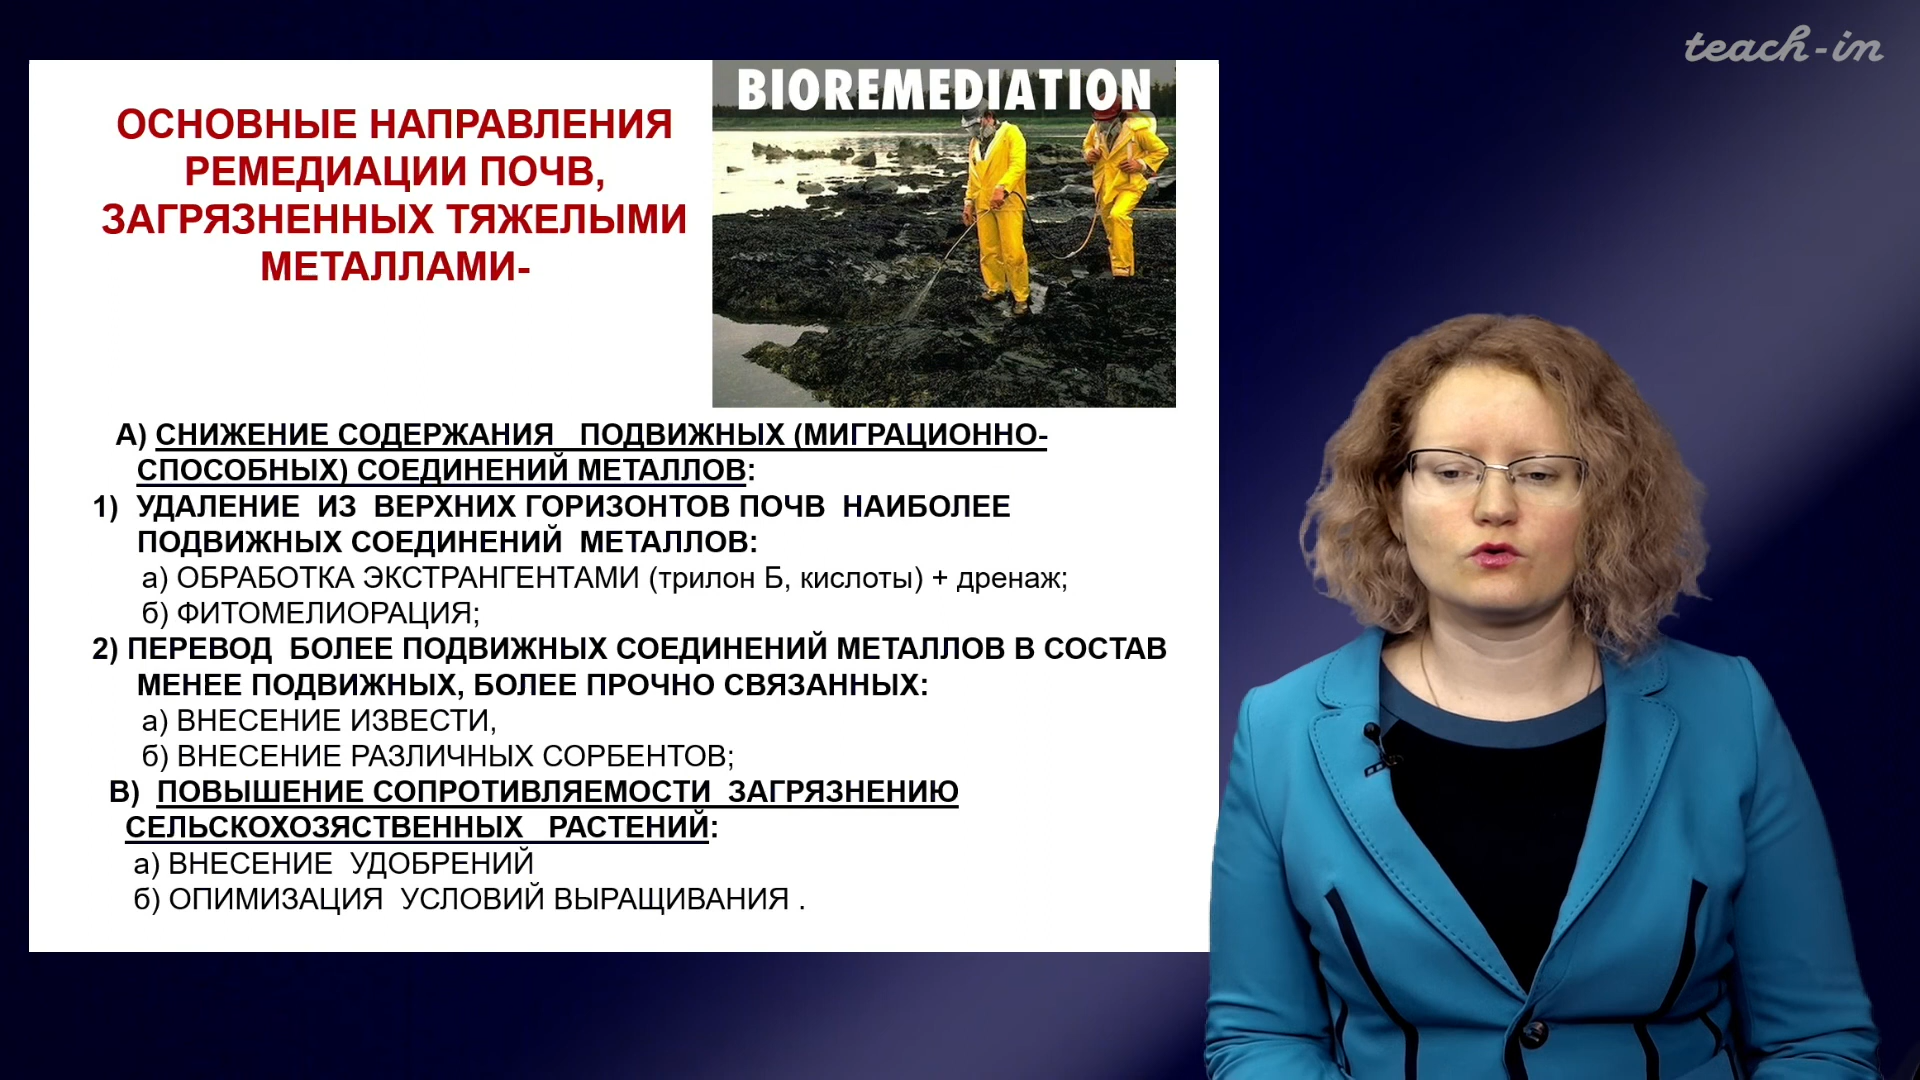 teach-in
BIOREMEDIATION
ОСНОВНЫЕ НАПРАВЛЕНИЯ
РЕМЕДИАЦИИ ПОЧВ,
ЗАГРЯЗНЕННЫХ ТЯЖЕЛЫМИ
МЕТАЛЛАМИ-
А) СНИЖЕНИЕ СОДЕРЖАНИЯ ПОДВИЖНЫХ (МИГРАЦИОННО-
СПОСОБНЫХ) СОЕДИНЕНИЙ МЕТАЛЛОВ:
1) УДАЛЕНИЕ ИЗ ВЕРХНИХ ГОРИЗОНТОВ ПОЧВ НАИБОЛЕЕ
ПОДВИЖНЫХ СОЕДИНЕНИЙ МЕТАЛЛОВ:
а) ОБРАБОТКА ЭКСТРАНГЕНТАМИ (трилон Б, кислоты) + дренаж;
б) ФИТОМЕЛИОРАЦИЯ;
2) ПЕРЕВОД БОЛЕЕ ПОДВИЖНЫХ СОЕДИНЕНИЙ МЕТАЛЛОВ В СОСТАВ
МЕНЕЕ ПОДВИЖНЫХ, БОЛЕЕ ПРОЧНО СВЯЗАННЫХ:
а) ВНЕСЕНИЕ ИЗВЕСТИ,
б) ВНЕСЕНИЕ РАЗЛИЧНЫХ СОРБЕНТОВ;
В) ПОВЫШЕНИЕ СОПРОТИВЛЯЕМОСТИ ЗАГРЯЗНЕНИЮ
СЕЛЬСКОХОЗЯСТВЕННЫХ РАСТЕНИЙ:
а) ВНЕСЕНИЕ УДОБРЕНИЙ
б) ОПИМИЗАЦИЯ УСЛОВИЙ ВЫРАЩИВАНИЯ .